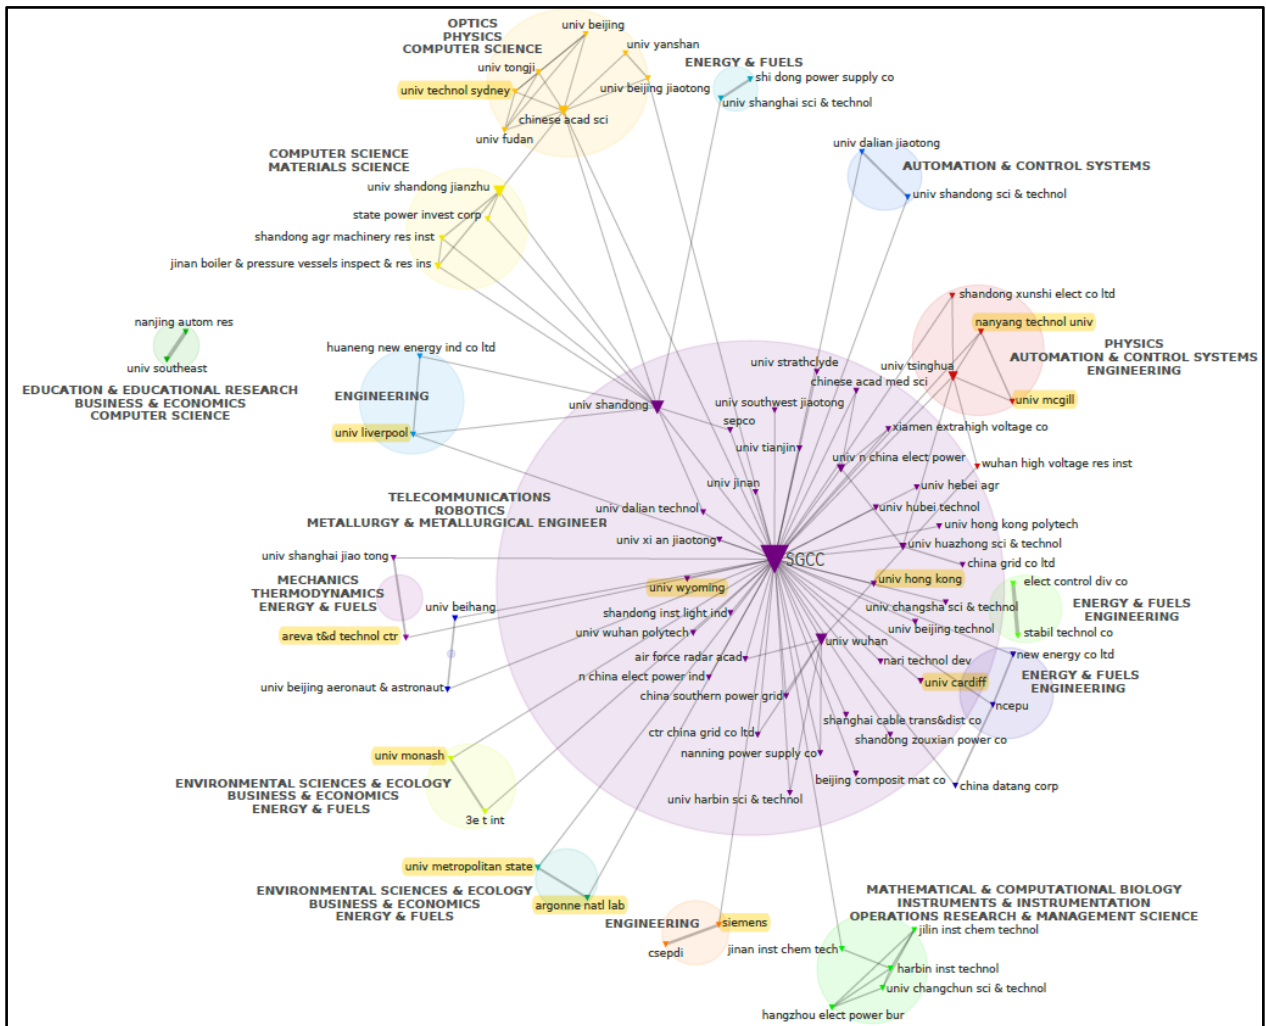 OPTICS
PHYSICS
COMPUTER SCIENCE
univ beijing
univ yanshan
univ tongji
univ technol sydney
univ beijing jiaotong
chinese acad sci
univ fudan
ENERGY & FUELS
shi dong power supply co
univ shanghai sci & technol
univ dalian jiaotong
AUTOMATION & CONTROL SYSTEMS
univ shandong sci & technol
COMPUTER SCIENCE
MATERIALS SCIENCE
univ shandong jianzhu
state power invest corp
shandong agr machinery res inst
jinan boiler & pressure vessels inspect & res ins
nanjing autom res
univ southeast
EDUCATION & EDUCATIONAL RESEARCH
BUSINESS & ECONOMICS
COMPUTER SCIENCE
huaneng new energy ind co ltd
ENGINEERING
univ liverpool
shandong xunshi elect co ltd
nanyang technol univ
PHYSICS
AUTOMATION & CONTROL SYSTEMS
ENGINEERING
univ tsinghua
univ mcgill
wuhan high voltage res inst
univ strathclyde
chinese acad med sci
univ southwest jiaotong
univ shandong
sepco
xiamen extrahigh voltage co
univ tianjin
univ n china elect power
univ jinan
univ hebei agr
TELECOMMUNICATIONS
ROBOTICS
METALLURGY & METALLURGICAL ENGINEER
univ dalian technol
univ hubei technol
univ hong kong polytech
univ xi an jiaotong
univ huazhong sci & technol
SGCC
china grid co ltd
univ shanghai jiao tong
MECHANICS
THERMODYNAMICS
ENERGY & FUELS
areva t&d technol ctr
univ beihang
univ beijing aeronaut & astronaut
univ wyoming
univ hong kong
shandong inst light ind
univ changsha sci & technol
univ wuhan polytech
univ beijing technol
univ wuhan
air force radar acad
nari technol dev
n china elect power ind
univ cardiff
china southern power grid
shanghai cable trans&dist co
ctr china grid co ltd
shandong zouxian power co
nanning power supply co
beijing composit mat co
univ harbin sci & technol
elect control div co
ENERGY & FUELS
ENGINEERING
stabil technol co
new energy co ltd
ENERGY & FUELS
ENGINEERING
ncepu
china datang corp
univ monash
ENVIRONMENTAL SCIENCES & ECOLOGY
BUSINESS & ECONOMICS
ENERGY & FUELS
3e t int
univ metropolitan state
ENVIRONMENTAL SCIENCES & ECOLOGY
BUSINESS & ECONOMICS
ENERGY & FUELS
argonne natl lab
ENGINEERING
siemens
csepdi
MATHEMATICAL & COMPUTATIONAL BIOLOGY
INSTRUMENTS & INSTRUMENTATION
OPERATIONS RESEARCH & MANAGEMENT SCIENCE
jilin inst chem technol
jinan inst chem tech
harbin inst technol
univ changchun sci & technol
hangzhou elect power bur